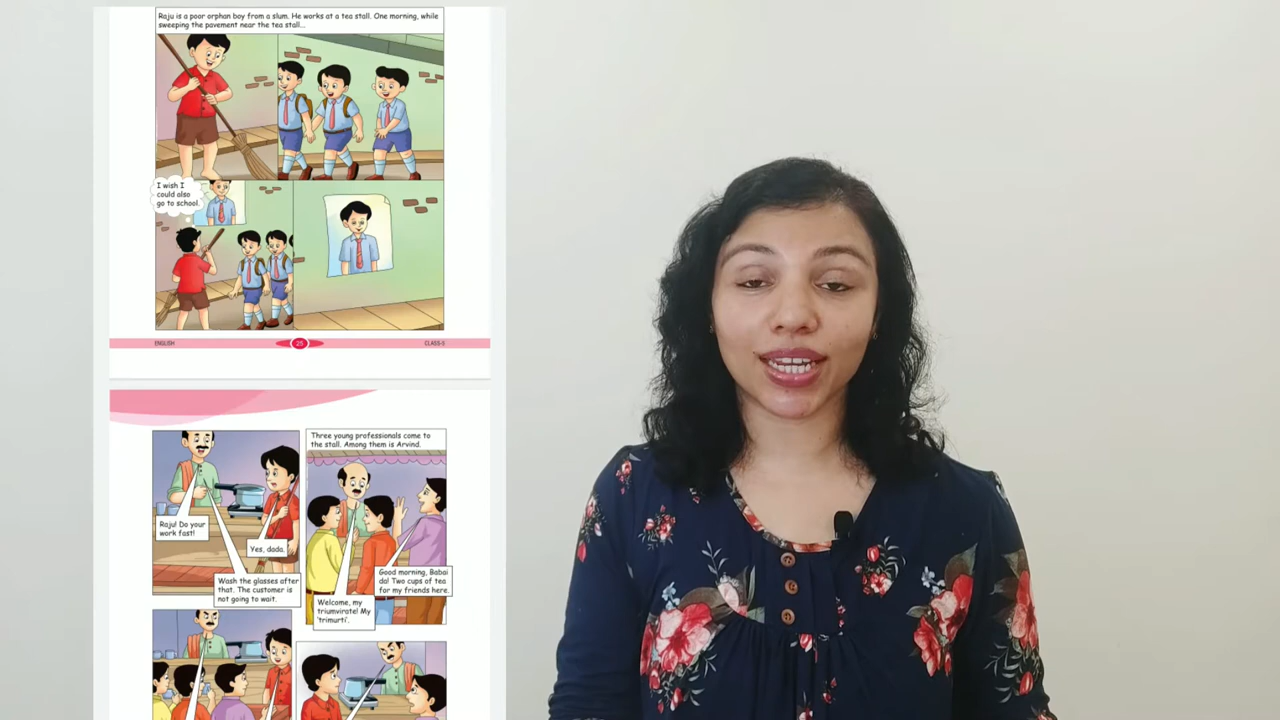 Raju is a poor orphan boy from a slum. He works at a tea stall. One morning, while
sweeping the pavement near the tea stall...
I wish I
could also
go to school.
ENGLISH
25
CLASS-5
Three young professionals come to
the stall. Among them is Arvind.
Raju! Do your
work fast!
Yes, dada.
Wash the glasses after
that. The customer is
not going to wait.
Good morning, Babai
da! Two cups of tea
for my friends here.
Welcome, my
triumvirate! My
'trimurti'.